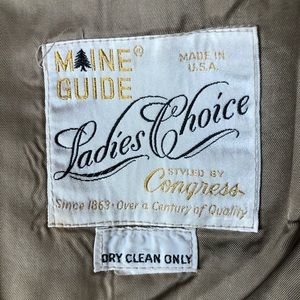 MAINE®
GUIDE
MADE IN
U.S.A.
Ladies Choice
STYLED BY
Congress
Since 1863 • Over a Century of Quality
DRY CLEAN ONLY